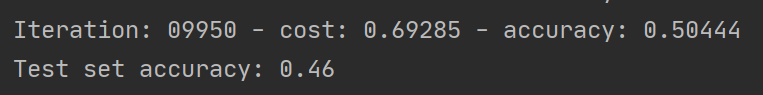 Iteration: 09950 - cost: 0.69285 - accuracy: 0.50444
Test set accuracy: 0.46